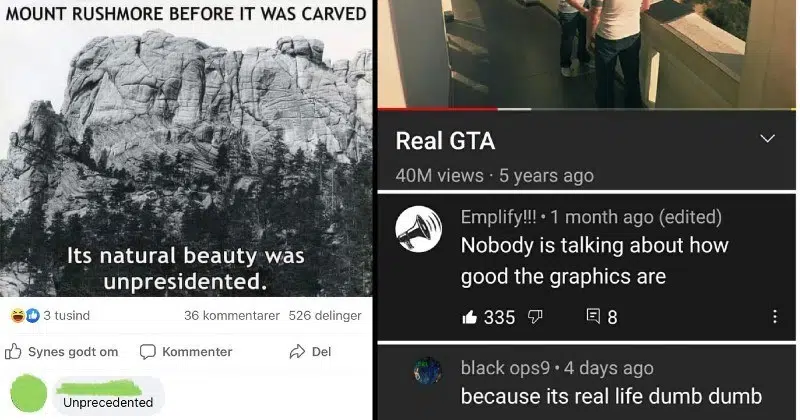 MOUNT RUSHMORE BEFORE IT WAS CARVED
Its natural beauty was
unpresidented.
3 tusind
36 kommentarer 526 delinger
Synes godt om
Kommenter
Del
Unprecedented
Real GTA
40M views · 5 years ago
Emplify!!! • 1 month ago (edited)
Nobody is talking about how
good the graphics are
335
8
black ops9 • 4 days ago
because its real life dumb dumb